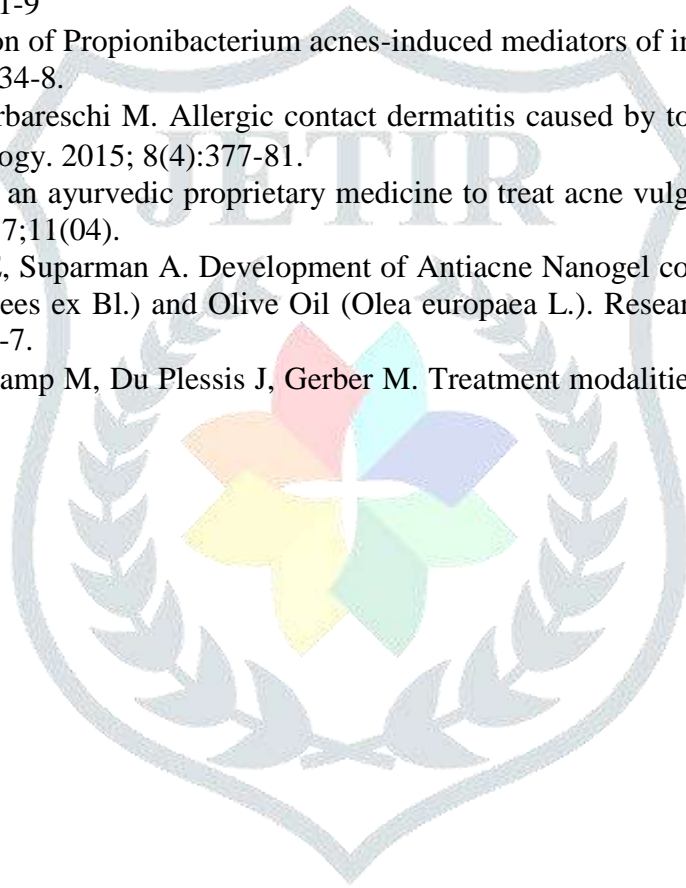 1-9
on of Propionibacterium acnes-induced mediators of in
34-8.
rbareschi M. Allergic contact dermatitis caused by to
ogy. 2015; 8(4):377-81.
JETIR
an ayurvedic proprietary medicine to treat acne vulg
7;11(04).
, Suparman A. Development of Antiacne Nanogel co
ees ex Bl.) and Olive Oil (Olea europaea L.). Resear
-7.
amp M, Du Plessis J, Gerber M. Treatment modalitie